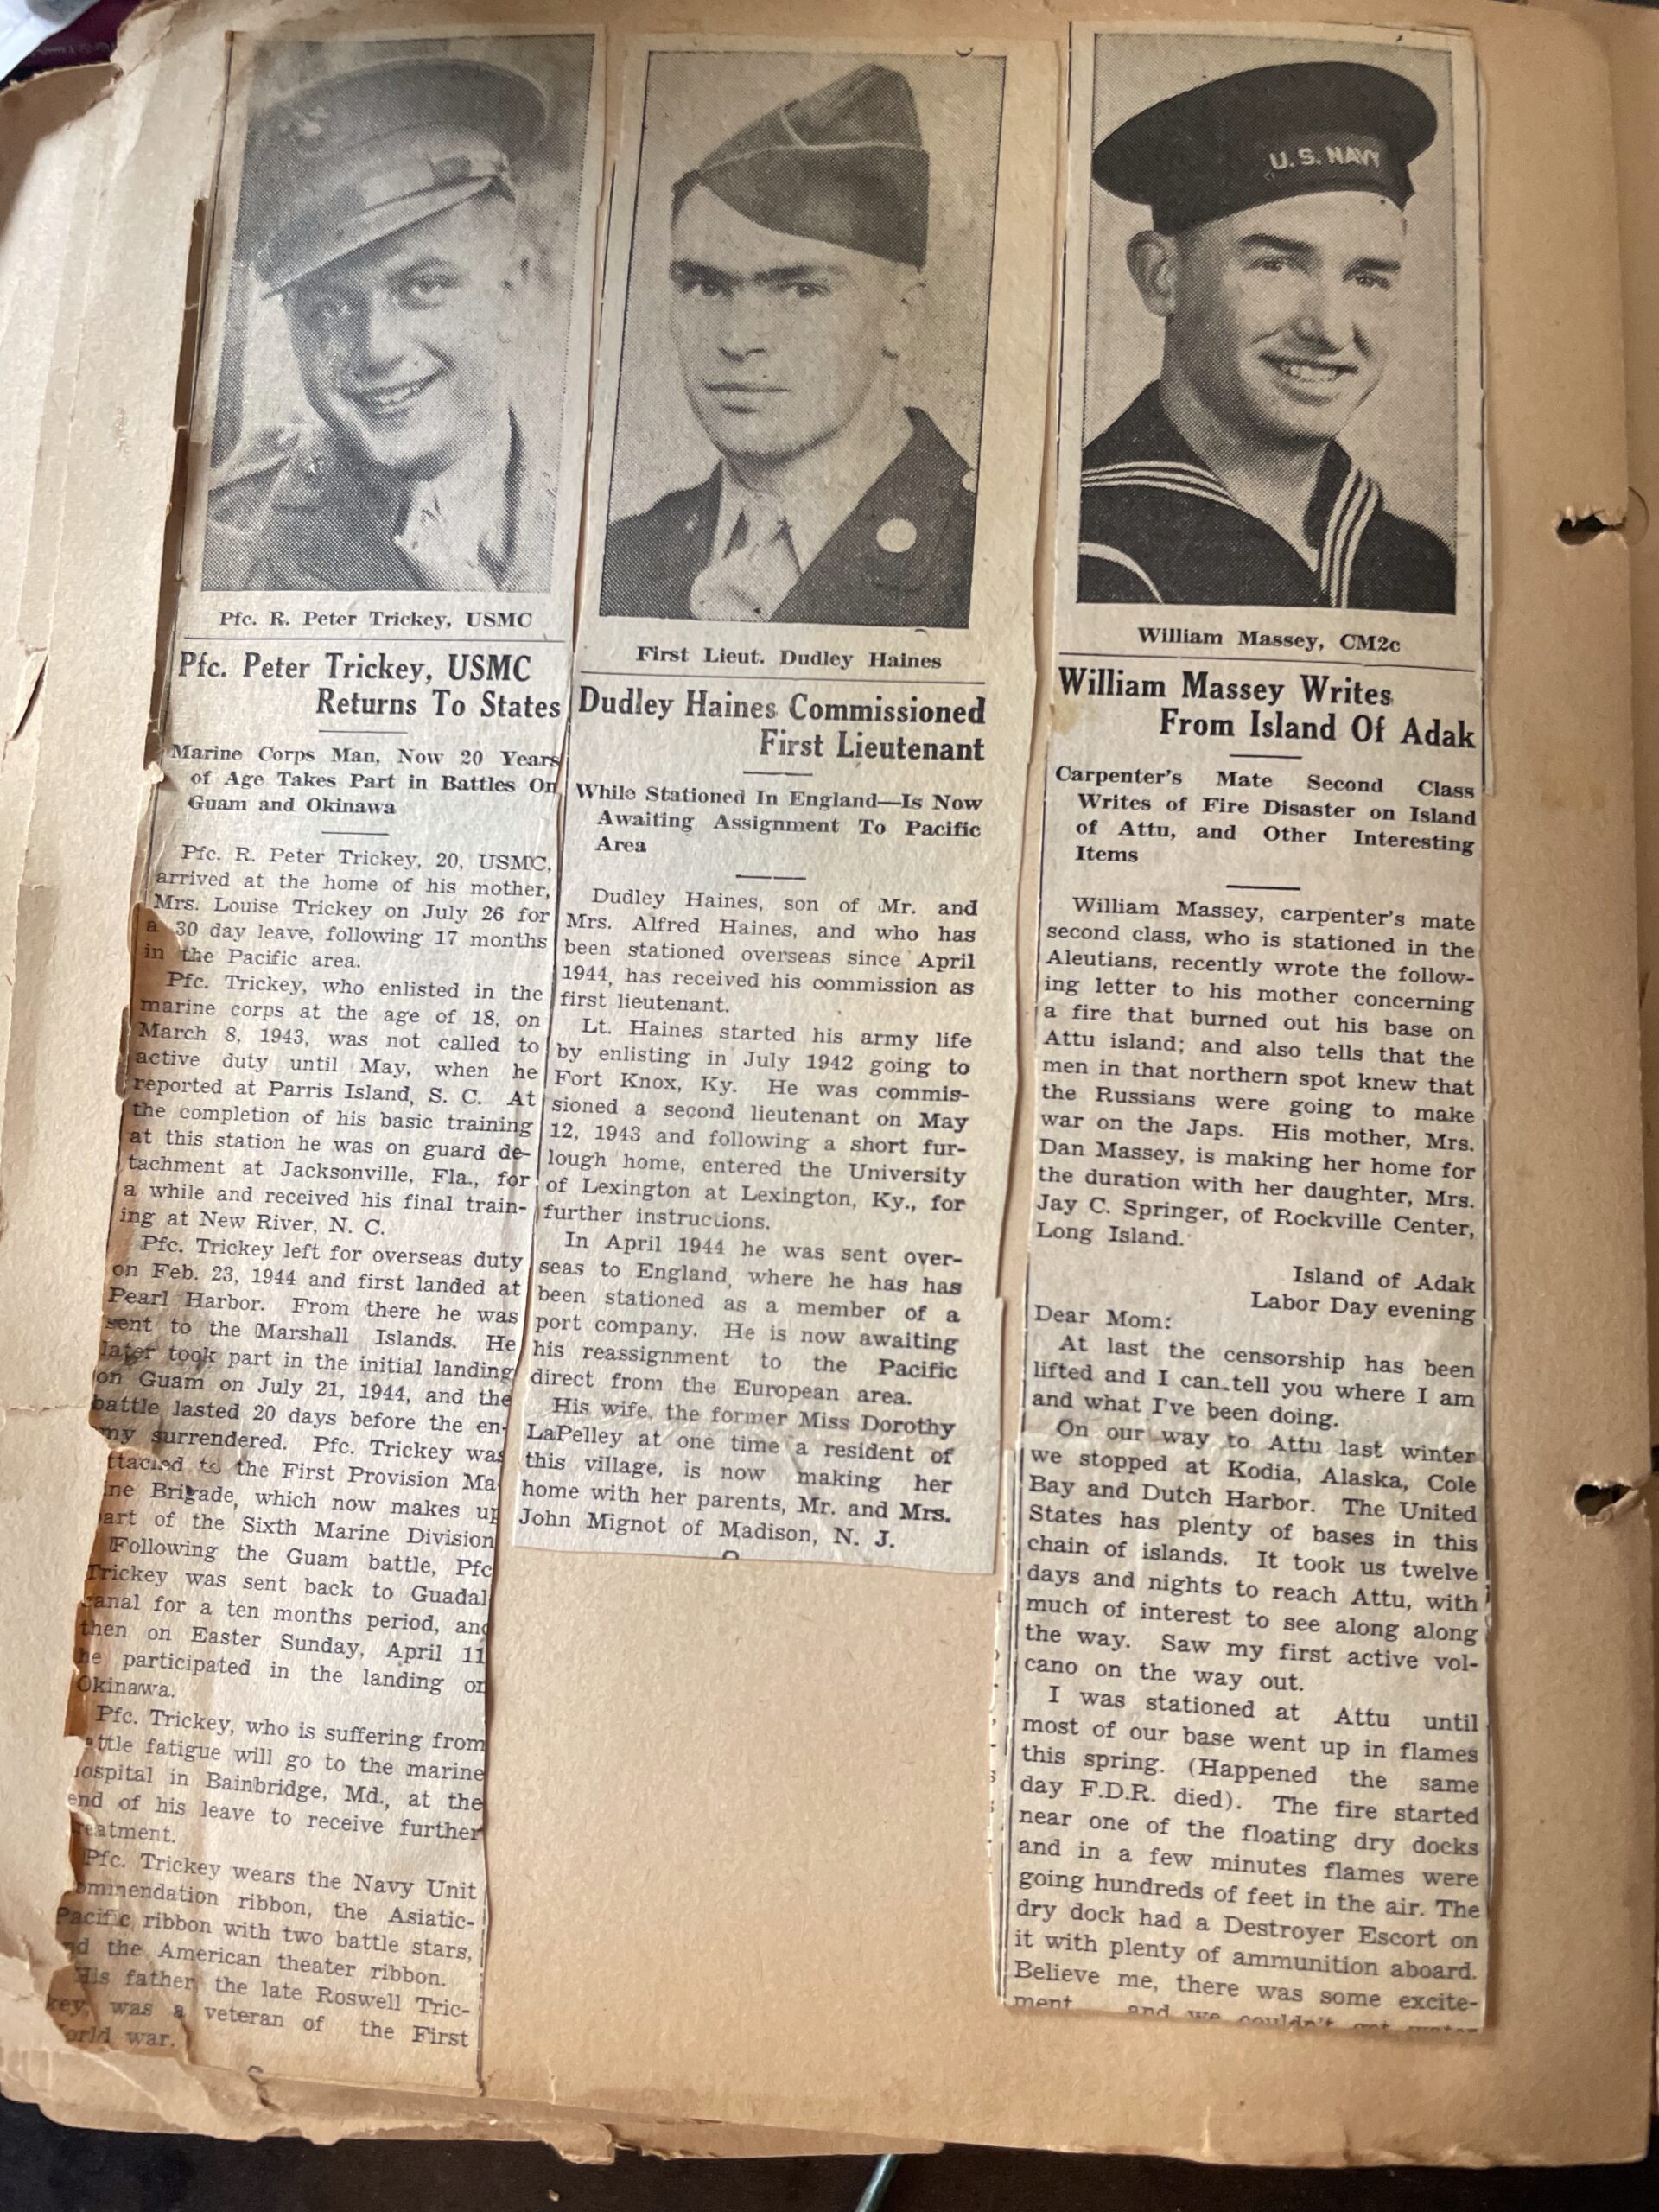 Pfc. R. Peter Trickey, USMC
Pfc. Peter Trickey, USMC
Returns To States
Marine Corps Man, Now 20 Years
of Age Takes Part in Battles On
Guam and Okinawa
Pfc. R. Peter Trickey, 20, USMC,
arrived at the home of his mother,
Mrs. Louise Trickey on July 26 for
a 30 day leave, following 17 months
in the Pacific area.
Pfc. Trickey, who enlisted in the
marine corps at the age of 18, on
March 8, 1943, was not called to
active duty until May, when he
reported at Parris Island, S. C. At
the completion of his basic training
at this station he was on guard de-
tachment at Jacksonville, Fla., for
a while and received his final train-
ing at New River, N. C.
Pfc. Trickey left for overseas duty
on Feb. 23, 1944 and first landed at
Pearl Harbor. From there he was
sent to the Marshall Islands. He
later took part in the initial landing
on Guam on July 21, 1944, and the
battle lasted 20 days before the en-
my surrendered. Pfc. Trickey was
ttacled to the First Provision Ma-
ine Brigade, which now makes up
art of the Sixth Marine Division
Following the Guam battle, Pfc
Trickey was sent back to Guadal
canal for a ten months period, and
then on Easter Sunday, April 11
he participated in the landing on
Okinawa.
Pfc. Trickey, who is suffering from
attle fatigue will go to the marine
ospital in Bainbridge, Md., at the
end of his leave to receive further
reatment.
Pfc. Trickey wears the Navy Unit
ommendation ribbon, the Asiatic-
Pacific ribbon with two battle stars,
nd the American theater ribbon.
His father, the late Roswell Tric-
key, was a veteran of the First
World war.
First Lieut. Dudley Haines
Dudley Haines Commissioned
First Lieutenant
While Stationed In England—Is Now
Awaiting Assignment To Pacific
Area
Dudley Haines, son of Mr. and
Mrs. Alfred Haines, and who has
been stationed overseas since April
1944, has received his commission as
first lieutenant.
Lt. Haines started his army life
by enlisting in July 1942 going to
Fort Knox, Ky. He was commis-
sioned a second lieutenant on May
12, 1943 and following a short fur-
lough home, entered the University
of Lexington at Lexington, Ky., for
further instructions.
In April 1944 he was sent over-
seas to England, where he has has
been stationed as a member of a
port company. He is now awaiting
his reassignment to the Pacific
direct from the European area.
His wife, the former Miss Dorothy
LaPelley at one time a resident of
this village, is now making her
home with her parents, Mr. and Mrs.
John Mignot of Madison, N. J.
U. S. NAVY
William Massey, CM2c
William Massey Writes
From Island Of Adak
Carpenter's Mate Second Class
Writes of Fire Disaster on Island
of Attu, and Other Interesting
Items
William Massey, carpenter's mate
second class, who is stationed in the
Aleutians, recently wrote the follow-
ing letter to his mother concerning
a fire that burned out his base on
Attu island; and also tells that the
men in that northern spot knew that
the Russians were going to make
war on the Japs. His mother, Mrs.
Dan Massey, is making her home for
the duration with her daughter, Mrs.
Jay C. Springer, of Rockville Center,
Long Island.
Island of Adak
Labor Day evening
Dear Mom:
At last the censorship has been
lifted and I can tell you where I am
and what I've been doing.
On our way to Attu last winter
we stopped at Kodia, Alaska, Cole
Bay and Dutch Harbor. The United
States has plenty of bases in this
chain of islands. It took us twelve
days and nights to reach Attu, with
much of interest to see along along
the way. Saw my first active vol-
cano on the way out.
I was stationed at Attu until
most of our base went up in flames
this spring. (Happened the same
day F.D.R. died). The fire started
near one of the floating dry docks
and in a few minutes flames were
going hundreds of feet in the air. The
dry dock had a Destroyer Escort on
it with plenty of ammunition aboard.
Believe me, there was some excite-
ment and we couldn't get water